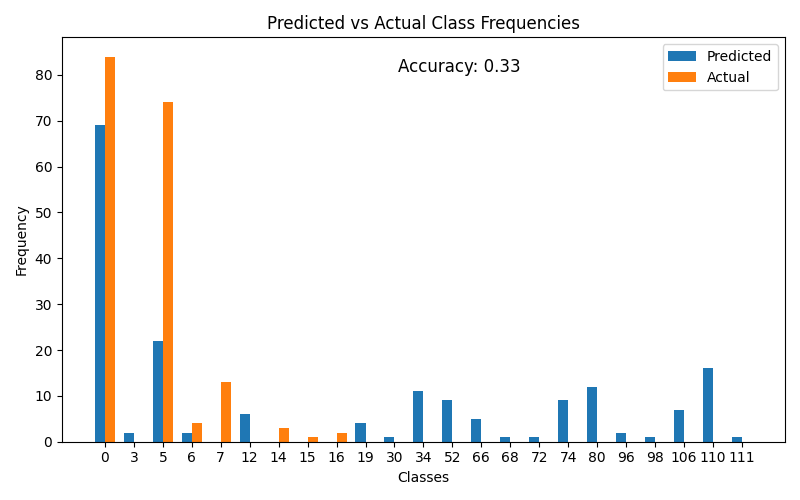 Predicted vs Actual Class Frequencies
Accuracy: 0.33
Predicted
Actual
Frequency
80
70
60
50
40
30
20
10
0
0 3 5 6 7 12 14 15 16 19 30 34 52 66 68 72 74 80 96 98 106 110 111
Classes